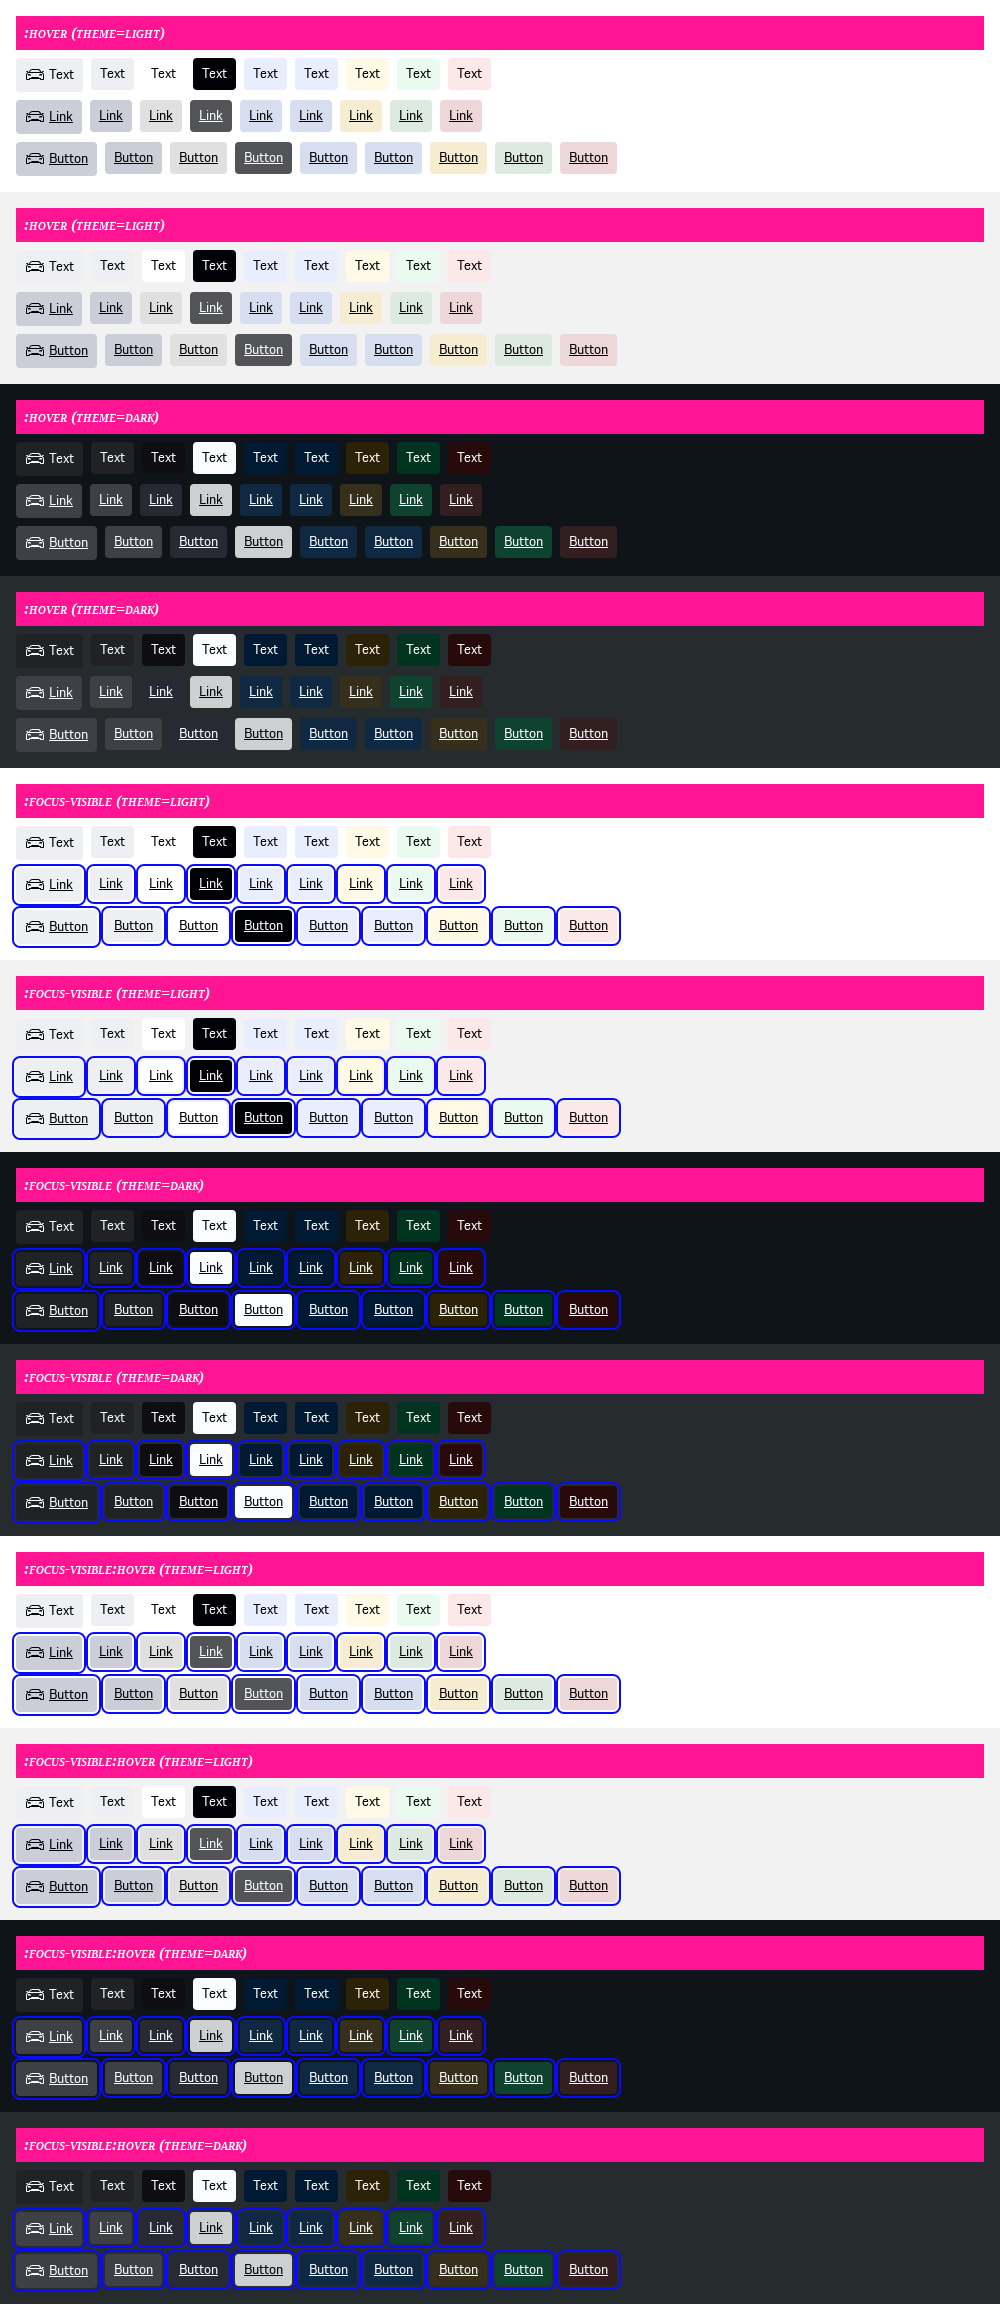 :HOVER (THEME=LIGHT)
Text Text Text Text Text Text Text Text Text
Link Link Link Link Link Link Link Link Link
Button Button Button Button Button Button Button Button Button
:HOVER (THEME=LIGHT)
Text Text Text Text Text Text Text Text Text
Link Link Link Link Link Link Link Link Link
Button Button Button Button Button Button Button Button Button
:HOVER (THEME=DARK)
Text Text Text Text Text Text Text Text Text
Link Link Link Link Link Link Link Link Link
Button Button Button Button Button Button Button Button Button
:HOVER (THEME=DARK)
Text Text Text Text Text Text Text Text Text
Link Link Link Link Link Link Link Link Link
Button Button Button Button Button Button Button Button Button
:FOCUS-VISIBLE (THEME=LIGHT)
Text Text Text Text Text Text Text Text Text
Link Link Link Link Link Link Link Link Link
Button Button Button Button Button Button Button Button Button
:FOCUS-VISIBLE (THEME=LIGHT)
Text Text Text Text Text Text Text Text Text
Link Link Link Link Link Link Link Link Link
Button Button Button Button Button Button Button Button Button
:FOCUS-VISIBLE (THEME=DARK)
Text Text Text Text Text Text Text Text Text
Link Link Link Link Link Link Link Link Link
Button Button Button Button Button Button Button Button Button
:FOCUS-VISIBLE (THEME=DARK)
Text Text Text Text Text Text Text Text Text
Link Link Link Link Link Link Link Link Link
Button Button Button Button Button Button Button Button Button
:FOCUS-VISIBLE:HOVER (THEME=LIGHT)
Text Text Text Text Text Text Text Text Text
Link Link Link Link Link Link Link Link Link
Button Button Button Button Button Button Button Button Button
:FOCUS-VISIBLE:HOVER (THEME=LIGHT)
Text Text Text Text Text Text Text Text Text
Link Link Link Link Link Link Link Link Link
Button Button Button Button Button Button Button Button Button
:FOCUS-VISIBLE:HOVER (THEME=DARK)
Text Text Text Text Text Text Text Text Text
Link Link Link Link Link Link Link Link Link
Button Button Button Button Button Button Button Button Button
:FOCUS-VISIBLE:HOVER (THEME=DARK)
Text Text Text Text Text Text Text Text Text
Link Link Link Link Link Link Link Link Link
Button Button Button Button Button Button Button Button Button